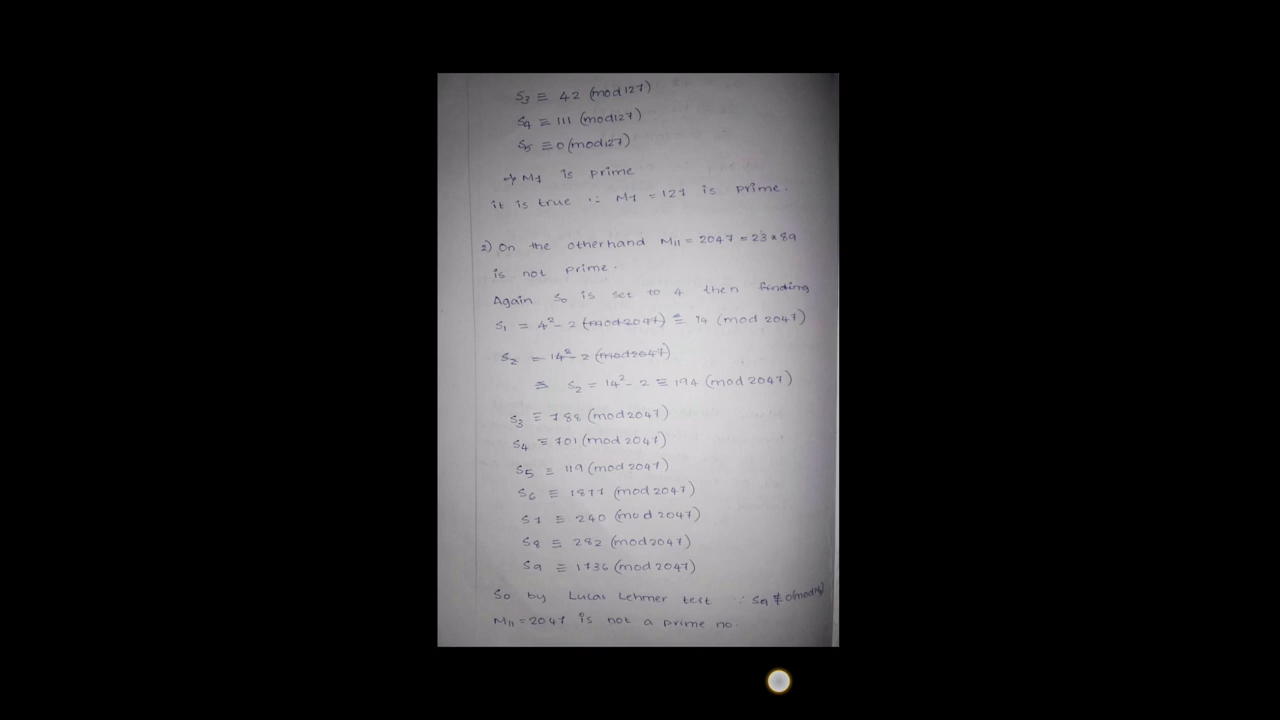 S3 ≡ 42 (mod 127)
S4 ≡ 111 (mod 127)
S5 ≡ 0 (mod 127)
⇒ M7 is prime
it is true ∵ M7 = 127 is prime.
2) On the otherhand M11 = 2047 = 23 * 89
is not prime.
Again S0 is set to 4 then finding
S1 = 4² - 2 (mod 2047) ≡ 14 (mod 2047)
S2 = 14² - 2 (mod 2047)
≡ S2 = 14² - 2 ≡ 194 (mod 2047)
S3 ≡ 788 (mod 2047)
S4 ≡ 701 (mod 2047)
S5 ≡ 119 (mod 2047)
S6 ≡ 1877 (mod 2047)
S7 ≡ 240 (mod 2047)
S8 ≡ 282 (mod 2047)
S9 ≡ 1736 (mod 2047)
So by Lucas Lehmer test ∵ S9 ≢ 0
M11 = 2047 is not a prime no.